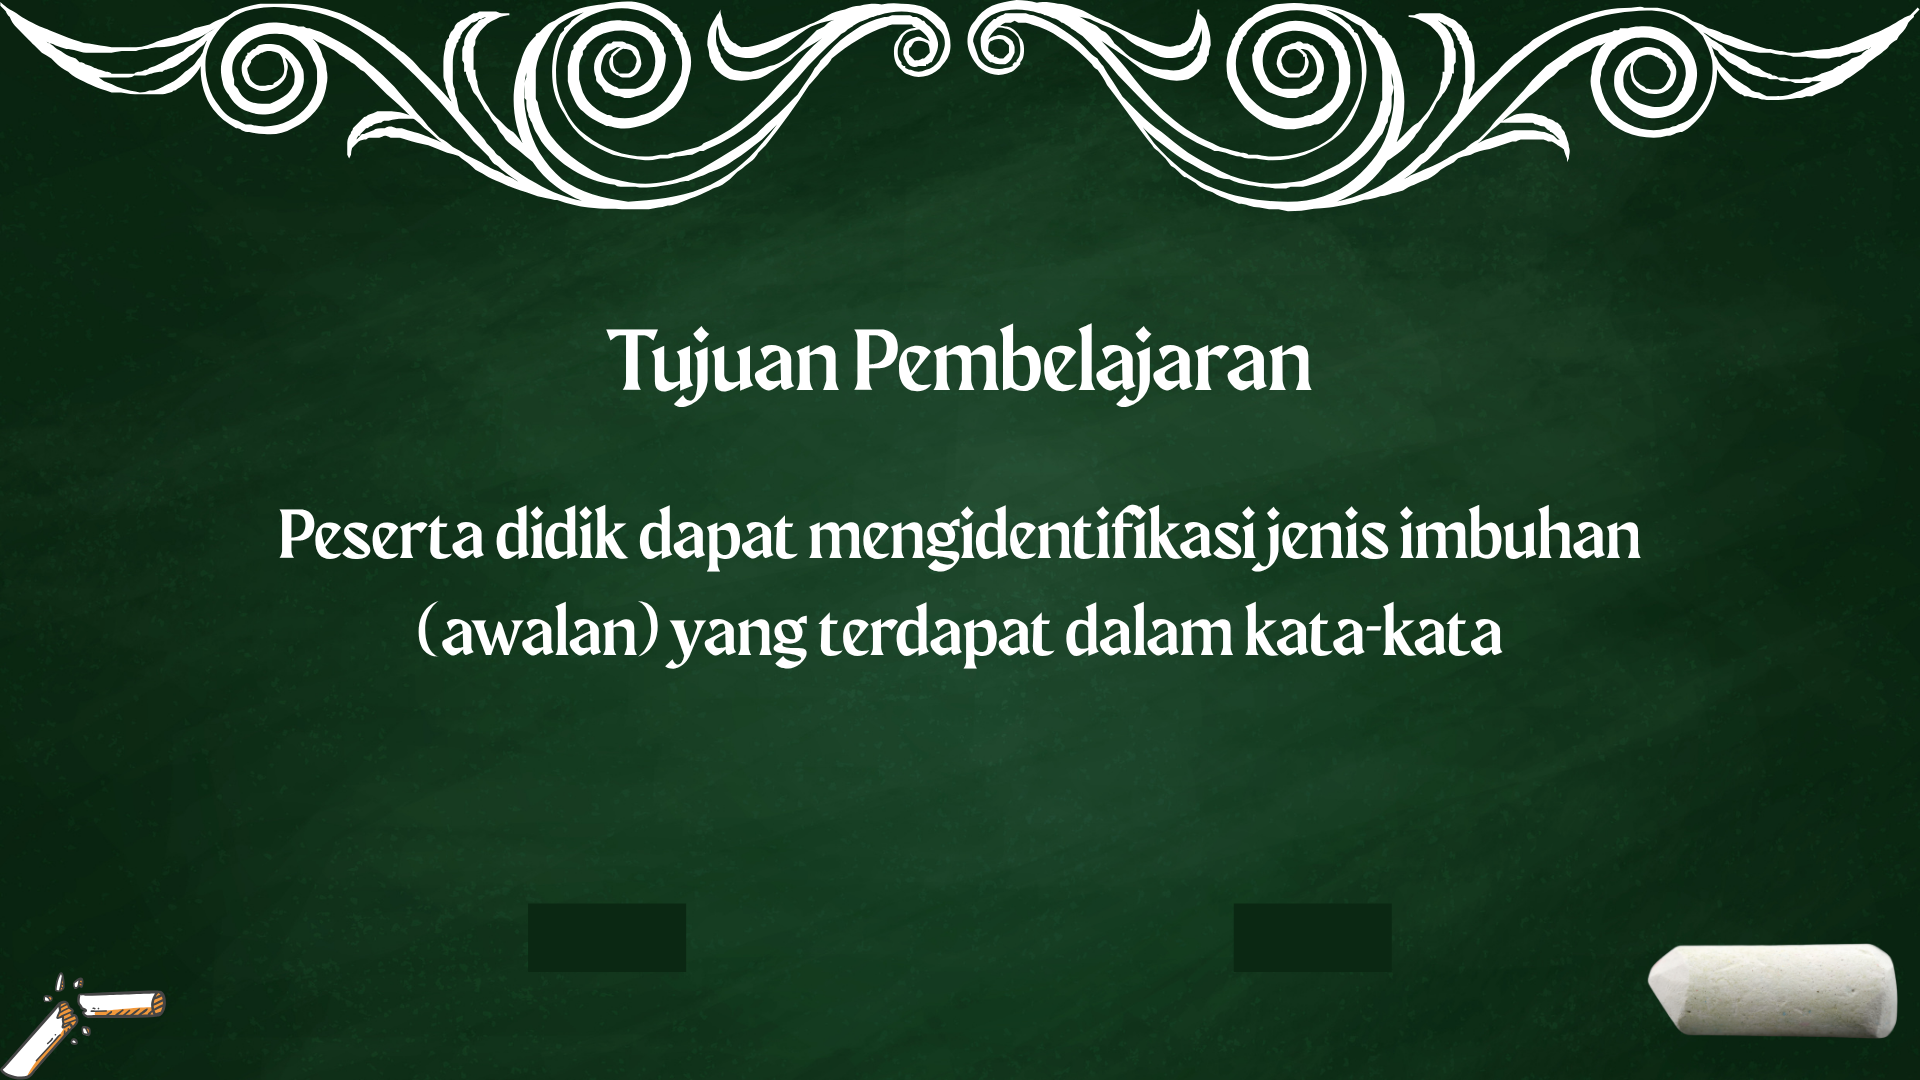 Tujuan Pembelajaran
Peserta didik dapat mengidentifikasi jenis imbuhan
(awalan) yang terdapat dalam kata-kata